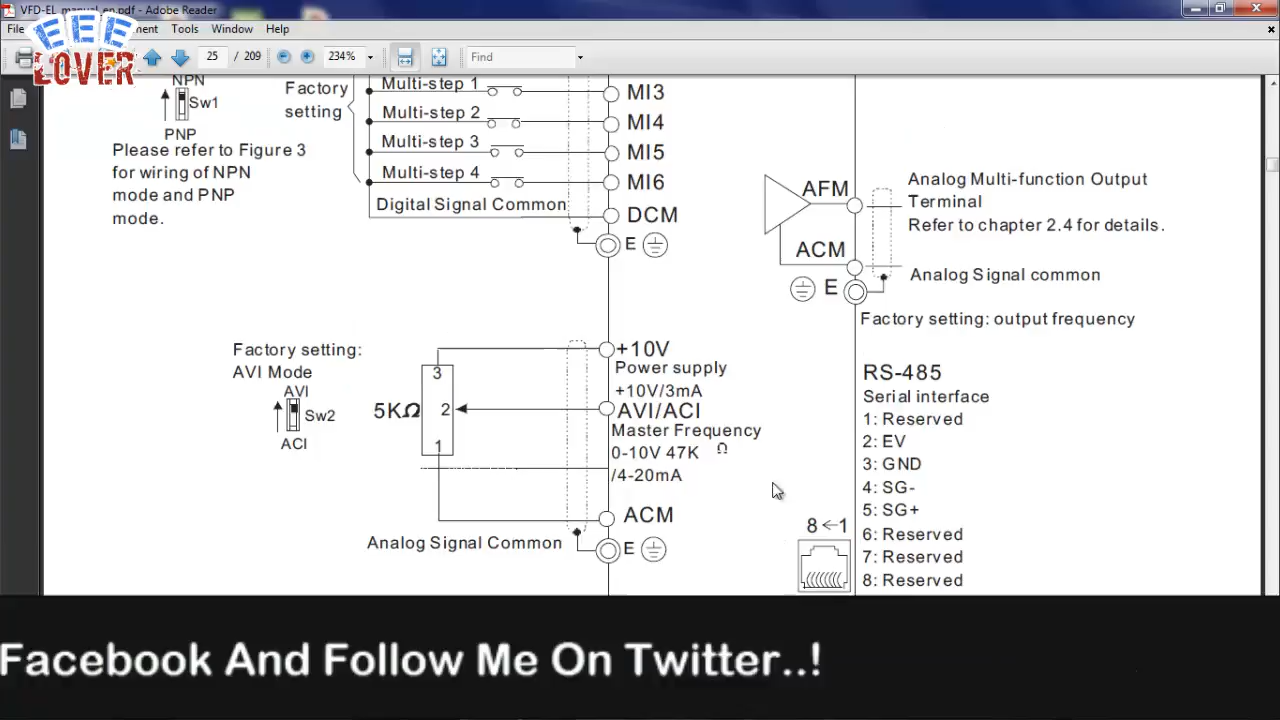 VFD-EL_manual_en.pdf - Adobe Reader
File
ment Tools Window Help
25 / 209
234%
Find
EEE
LOVER
NPN
Sw1
PNP
Please refer to Figure 3
for wiring of NPN
mode and PNP
mode.
Factory
setting
Multi-step 1
Multi-step 2
Multi-step 3
Multi-step 4
Digital Signal Common
MI3
MI4
MI5
MI6
DCM
E
AFM
ACM
E
Analog Multi-function Output
Terminal
Refer to chapter 2.4 for details.
Analog Signal common
Factory setting: output frequency
Factory setting:
AVI Mode
AVI
Sw2
ACI
5KΩ
3
2
1
+10V
Power supply
+10V/3mA
AVI/ACI
Master Frequency
0-10V 47K Ω
/4-20mA
ACM
Analog Signal Common
E
RS-485
Serial interface
1: Reserved
2: EV
3: GND
4: SG-
5: SG+
6: Reserved
7: Reserved
8: Reserved
8←1
Facebook And Follow Me On Twitter..!